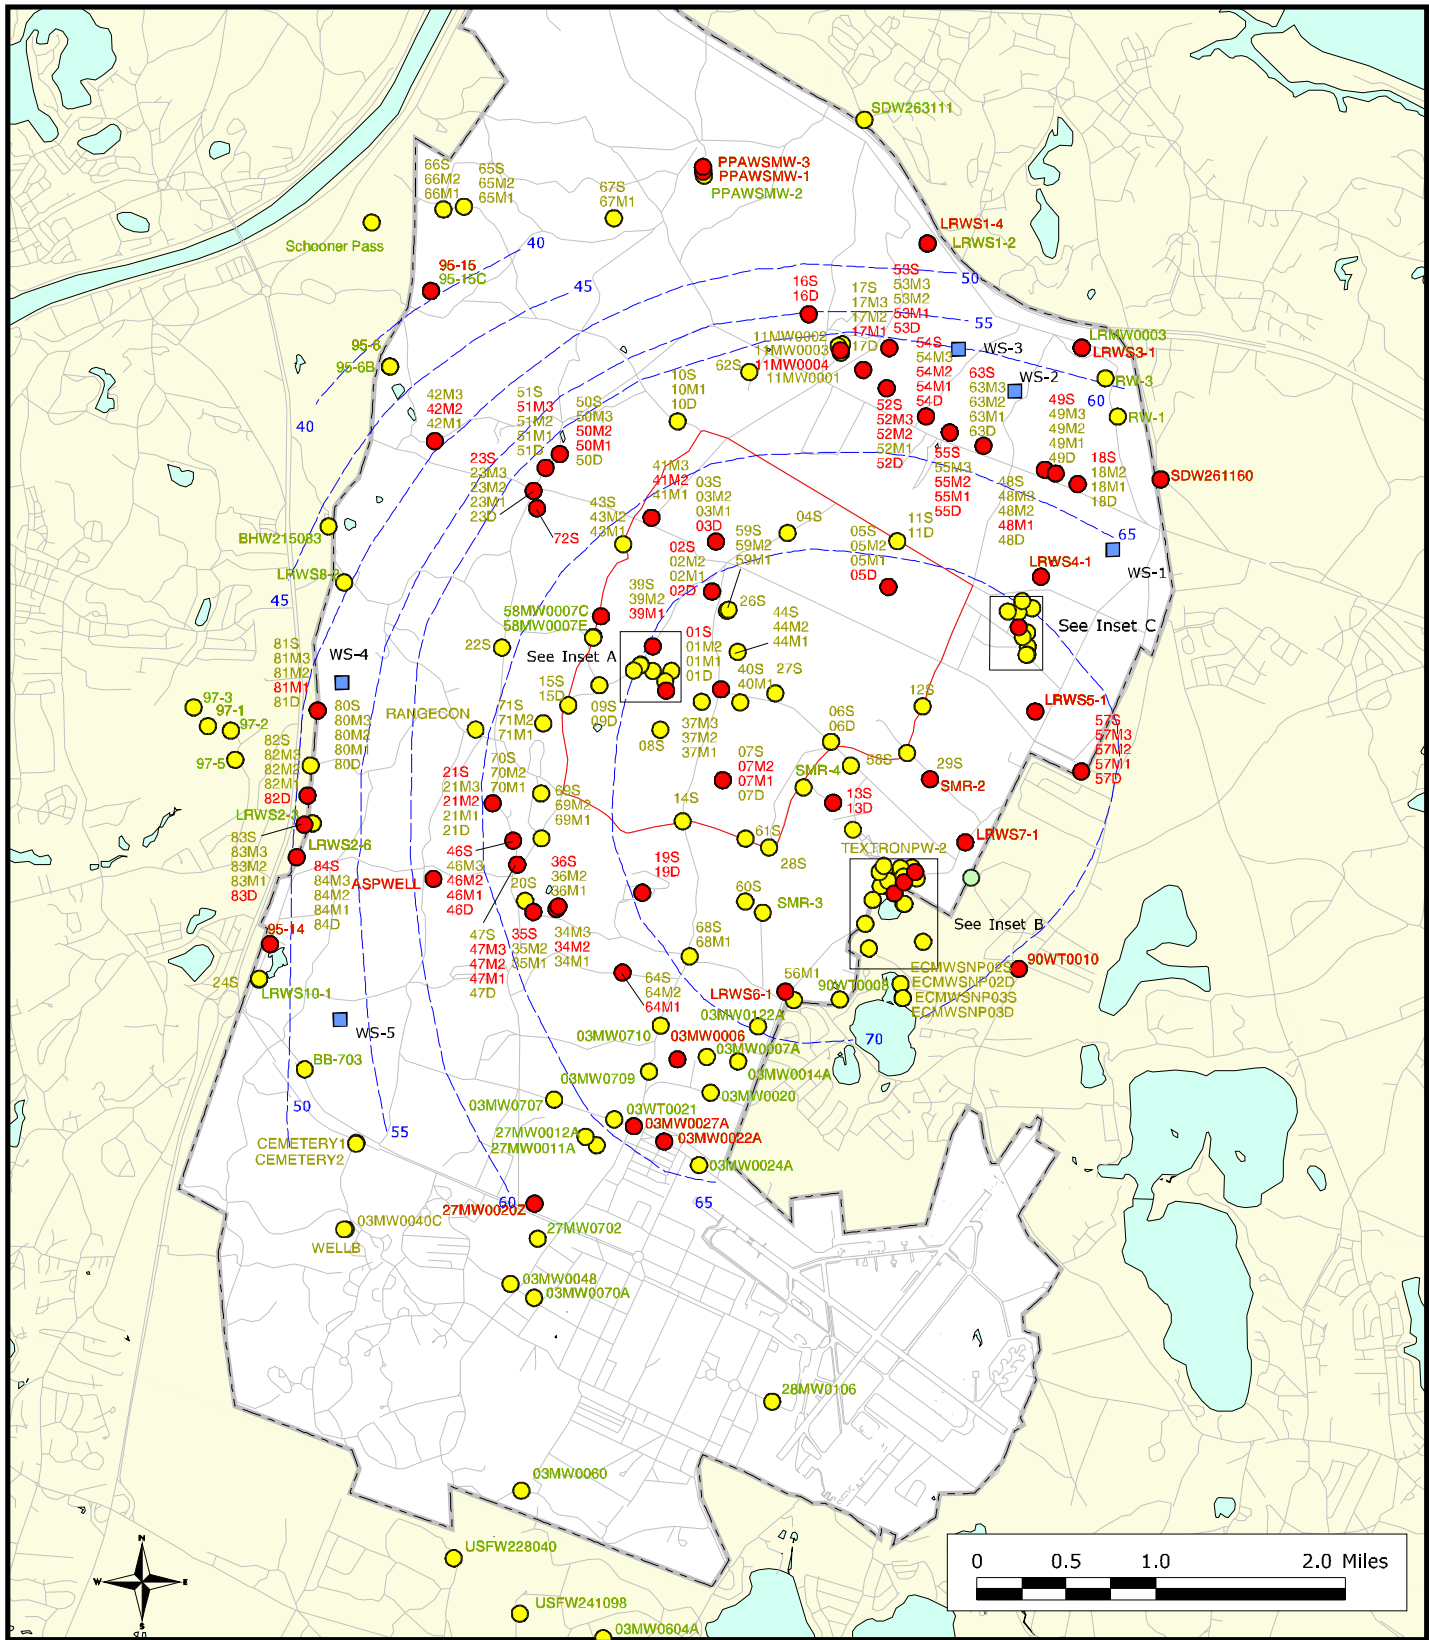 SDW263111
PPAWSMW-3
PPAWSMW-1
PPAWSMW-2
66S
66M2
66M1
65S
65M2
65M1
67S
67M1
Schooner Pass
LRWS1-4
LRWS1-2
40
45
50
55
95-15
95-15C
16S
16D
17S
17M3
17M2
17M1
17D
53S
53M3
53M2
53M1
53D
11MW0002
11MW0003
11MW0004
11MW0001
62S
54S
54M3
54M2
54M1
54D
WS-3
WS-2
LRMW0003
LRWS3-1
RW-3
60
RW-1
95-6
95-6B
40
42M3
42M2
42M1
51S
51M3
51M2
51M1
51D
50S
50M3
50M2
50M1
50D
10S
10M1
10D
52S
52M3
52M2
52M1
52D
63S
63M3
63M2
63M1
63D
49S
49M3
49M2
49M1
49D
18S
18M2
18M1
18D
SDW261160
23S
23M3
23M2
23M1
23D
72S
43S
43M2
43M1
41M3
41M2
41M1
03S
03M2
03M1
03D
04S
11S
11D
55S
55M3
55M2
55M1
55D
48S
48M3
48M2
48M1
48D
65
WS-1
BHW215083
LRWS8-2
45
02S
02M2
02M1
02D
59S
59M2
59M1
05S
05M2
05M1
05D
LRWS4-1
See Inset C
39S
39M2
39M1
26S
44S
44M2
44M1
58MW0007C
58MW0007E
22S
See Inset A
01S
01M2
01M1
01D
40S
40M1
27S
81S
81M3
81M2
81M1
81D
WS-4
97-3
97-1
97-2
97-5
80S
80M3
80M2
80M1
80D
RANGECON
71S
71M2
71M1
15S
15D
09S
09D
08S
37M3
37M2
37M1
06S
06D
12S
LRWS5-1
57S
57M3
57M2
57M1
57D
82S
82M3
82M2
82M1
82D
21S
21M3
21M2
21M1
21D
70S
70M2
70M1
69S
69M2
69M1
07S
07M2
07M1
07D
58S
SMR-4
29S
SMR-2
13S
13D
14S
61S
28S
LRWS7-1
TEXTRONPW-2
LRWS2-3
LRWS2-6
83S
83M3
83M2
83M1
83D
84S
84M3
84M2
84M1
84D
ASPWELL
46S
46M3
46M2
46M1
46D
20S
36S
36M2
36M1
19S
19D
60S
SMR-3
See Inset B
95-14
24S
LRWS10-1
35S
35M2
35M1
34M3
34M2
34M1
47S
47M3
47M2
47M1
47D
68S
68M1
64S
64M2
64M1
56M1
LRWS6-1
90WT0008
90WT0010
ECMWSNP02S
ECMWSNP02D
ECMWSNP03S
ECMWSNP03D
WS-5
03MW0122A
70
03MW0710
03MW0006
03MW0007A
03MW0014A
BB-703
03MW0709
03MW0020
50
55
03MW0707
03WT0021
03MW0027A
03MW0022A
27MW0012A
27MW0011A
03MW0024A
CEMETERY1
CEMETERY2
60
65
27MW0020Z
03MW0040C
WELLB
27MW0702
03MW0048
03MW0070A
28MW0106
03MW0060
USFW228040
USFW241098
03MW0604A
N
W
E
S
0 0.5 1.0 2.0 Miles